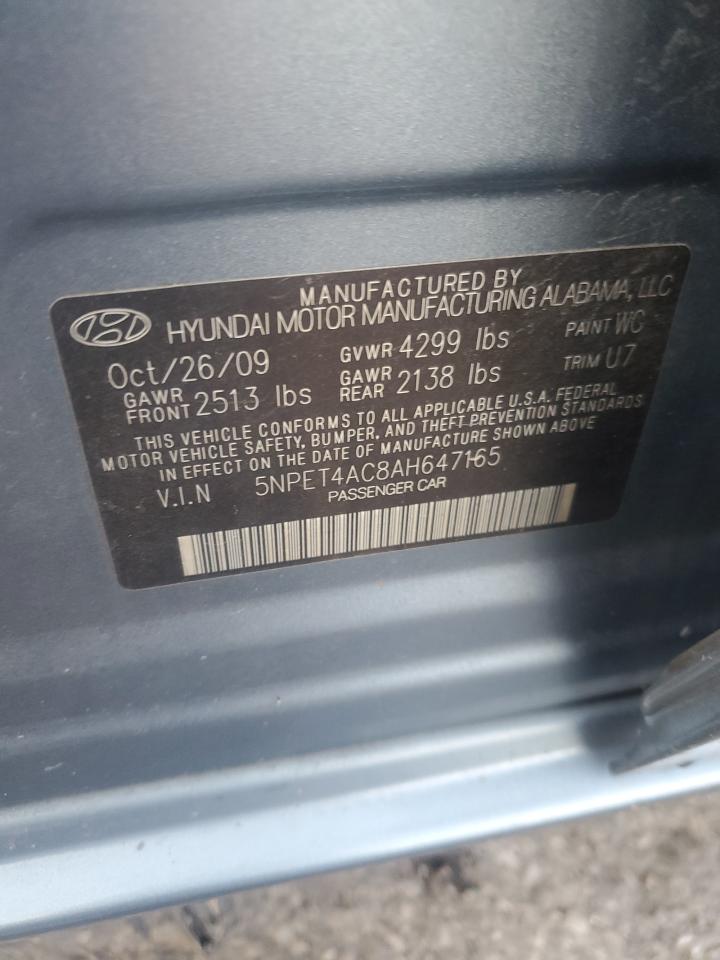 MANUFACTURED BY
HYUNDAI MOTOR MANUFACTURING ALABAMA, LLC
Oct/26/09 GVWR 4299 lbs PAINT WC
GAWR FRONT 2513 lbs GAWR REAR 2138 lbs TRIM U7
THIS VEHICLE CONFORMS TO ALL APPLICABLE U.S.A. FEDERAL
MOTOR VEHICLE SAFETY, BUMPER, AND THEFT PREVENTION STANDARDS
IN EFFECT ON THE DATE OF MANUFACTURE SHOWN ABOVE
V.I.N 5NPET4AC8AH647165
PASSENGER CAR